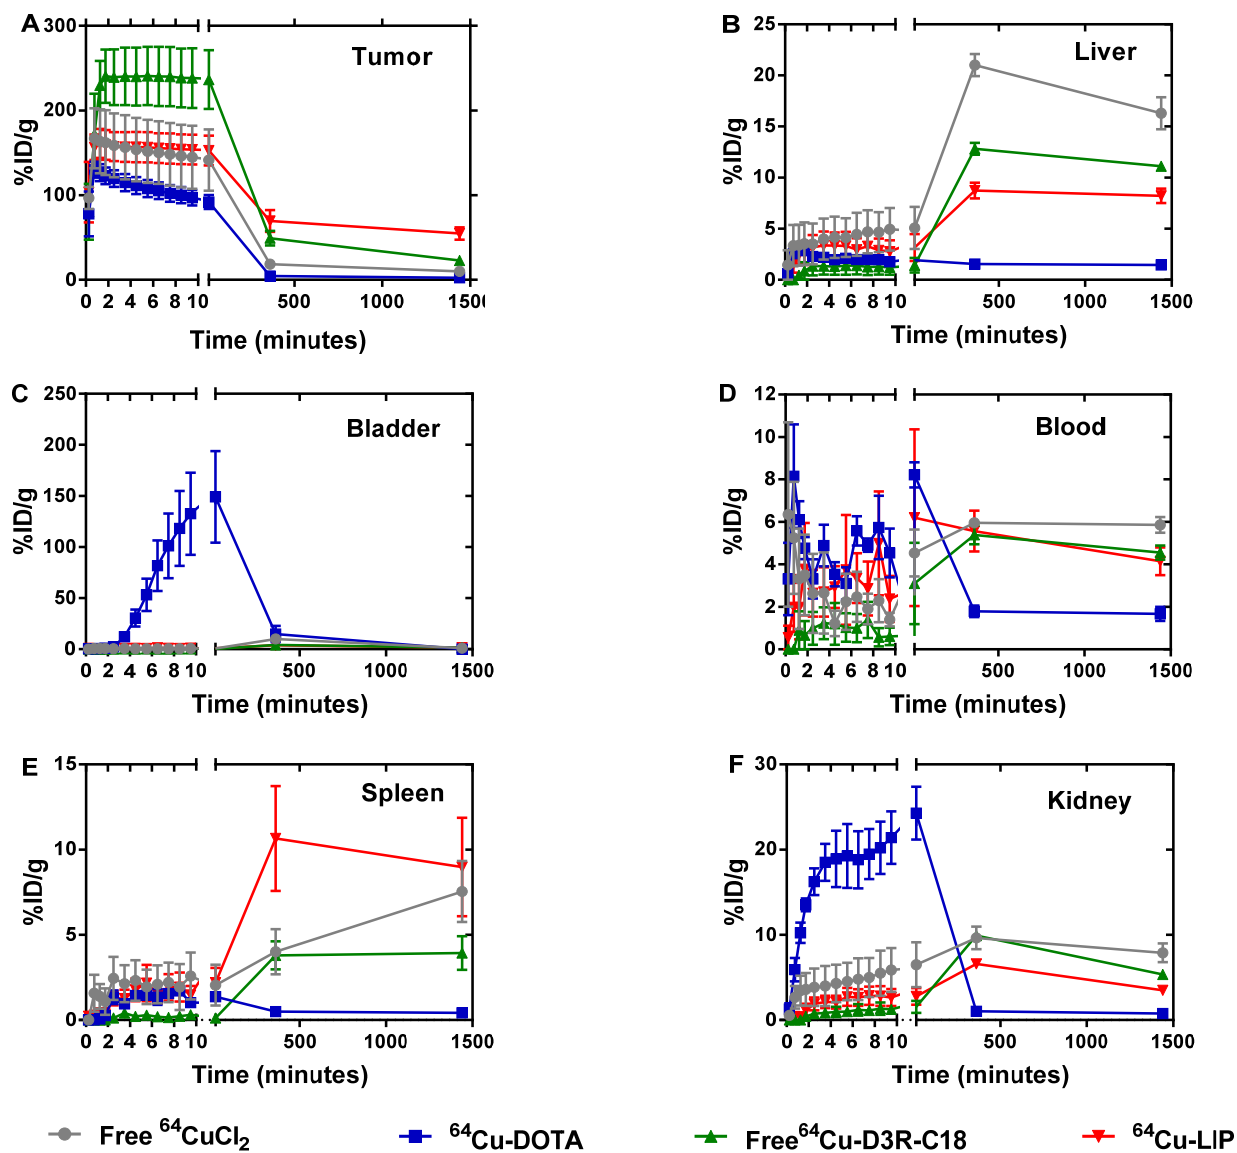 A
Tumor
300
200
100
0
%ID/g
0 2 4 6 8 10 500 1000 1500
Time (minutes)
B
Liver
25
20
15
10
5
0
%ID/g
0 2 4 6 8 10 500 1000 1500
Time (minutes)
C
Bladder
250
200
150
100
50
0
%ID/g
0 2 4 6 8 10 500 1000 1500
Time (minutes)
D
Blood
12
10
8
6
4
2
0
%ID/g
0 2 4 6 8 10 500 1000 1500
Time (minutes)
E
Spleen
15
10
5
0
%ID/g
0 2 4 6 8 10 500 1000 1500
Time (minutes)
F
Kidney
30
20
10
0
%ID/g
0 2 4 6 8 10 500 1000 1500
Time (minutes)
Free ⁶⁴CuCl₂ ⁶⁴Cu-DOTA Free⁶⁴Cu-D3R-C18 ⁶⁴Cu-LIP